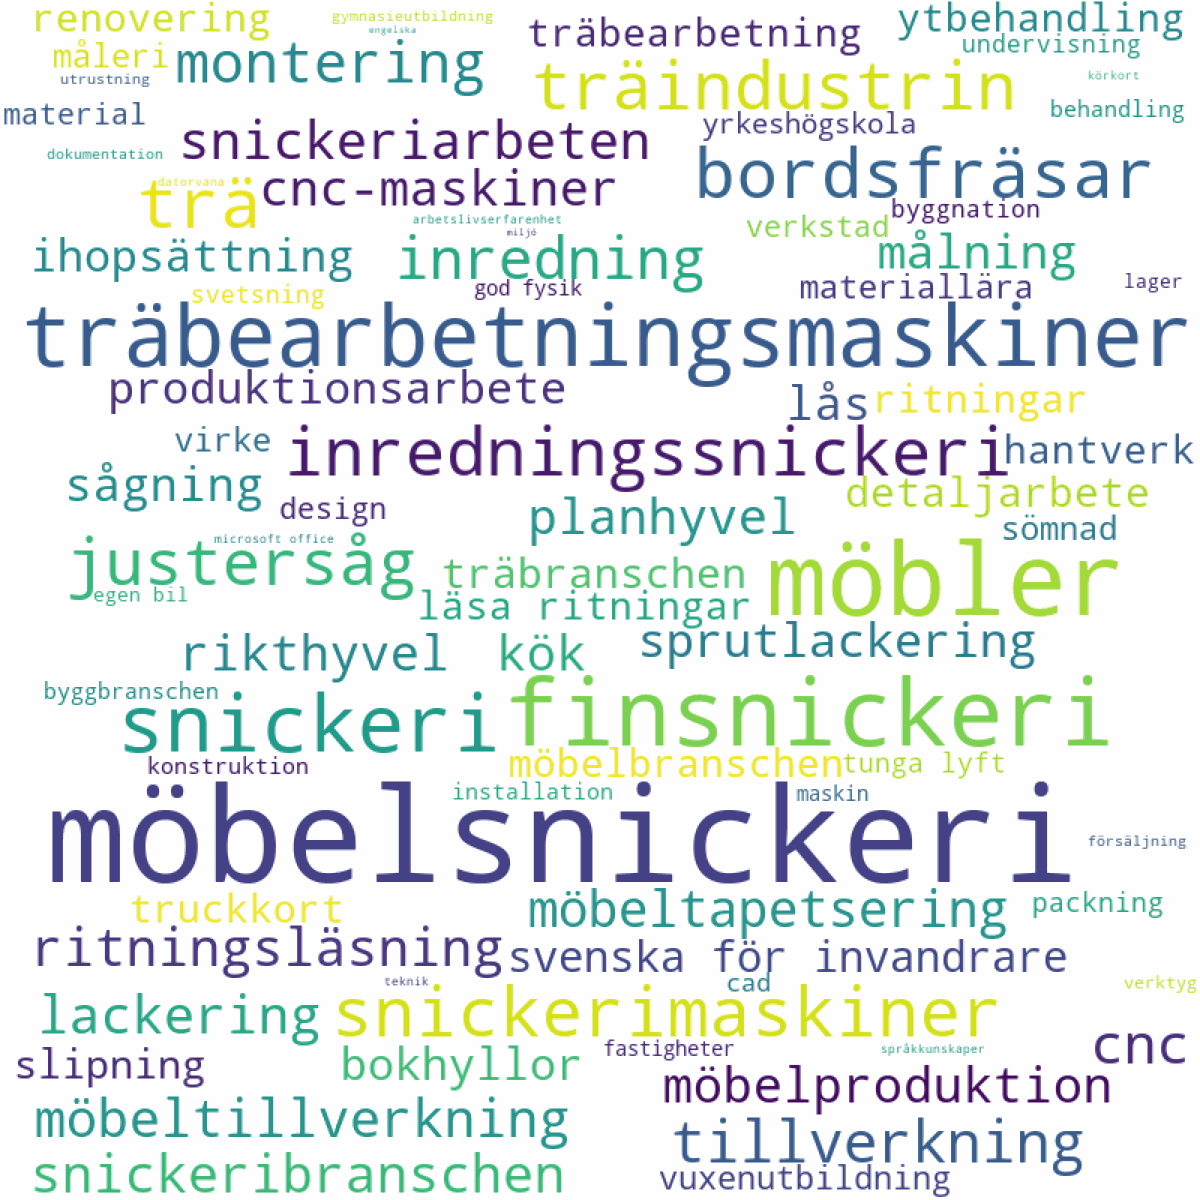 renovering
gymnasieutbildning
engelska
träbearbetning
ytbehandling
måleri
montering
undervisning
utrustning
träindustrin
körkort
material
behandling
yrkeshögskola
snickeriarbeten
dokumentation
bordsfräsar
datorvana
trä
cnc-maskiner
byggnation
arbetslivserfarenhet
miljö
verkstad
ihopsättning
inredning
målning
svetsning
god fysik
materiallära
lager
träbearbetningsmaskiner
produktionsarbete
lås
ritningar
virke
inredningssnickeri
hantverk
sågning
detaljarbete
design
planhyvel
sömnad
microsoft office
justersåg
träbranschen
möbler
egen bil
läsa ritningar
rikthyvel
kök
sprutlackering
byggbranschen
snickeri
finsnickeri
konstruktion
möbelbranschen
tunga lyft
installation
maskin
möbelsnickeri
försäljning
truckkort
möbeltapetsering
packning
ritningsläsning
svenska för invandrare
teknik
cad
verktyg
lackering
snickerimaskiner
cnc
slipning
bokhyllor
fastigheter
språkkunskaper
möbelproduktion
möbeltillverkning
tillverkning
snickeribranschen
vuxenutbildning